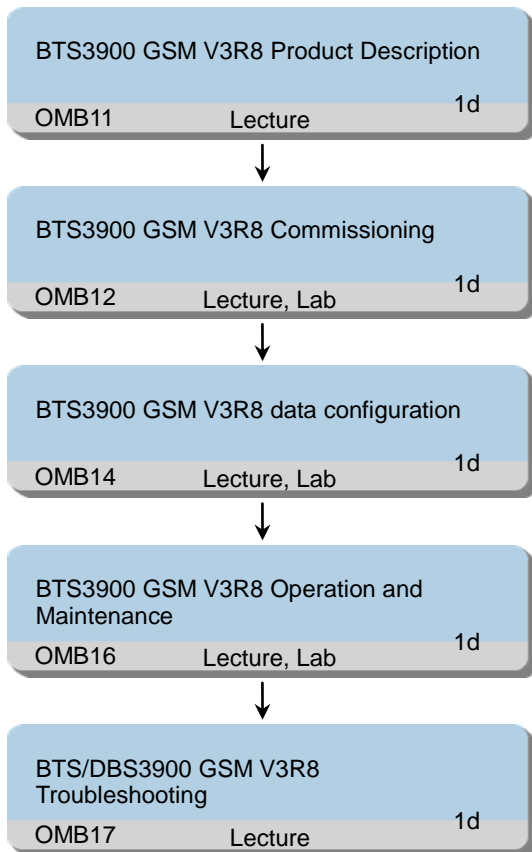 BTS3900 GSM V3R8 Product Description
1d
OMB11 Lecture
BTS3900 GSM V3R8 Commissioning
1d
OMB12 Lecture, Lab
BTS3900 GSM V3R8 data configuration
1d
OMB14 Lecture, Lab
BTS3900 GSM V3R8 Operation and
Maintenance
1d
OMB16 Lecture, Lab
BTS/DBS3900 GSM V3R8
Troubleshooting
1d
OMB17 Lecture